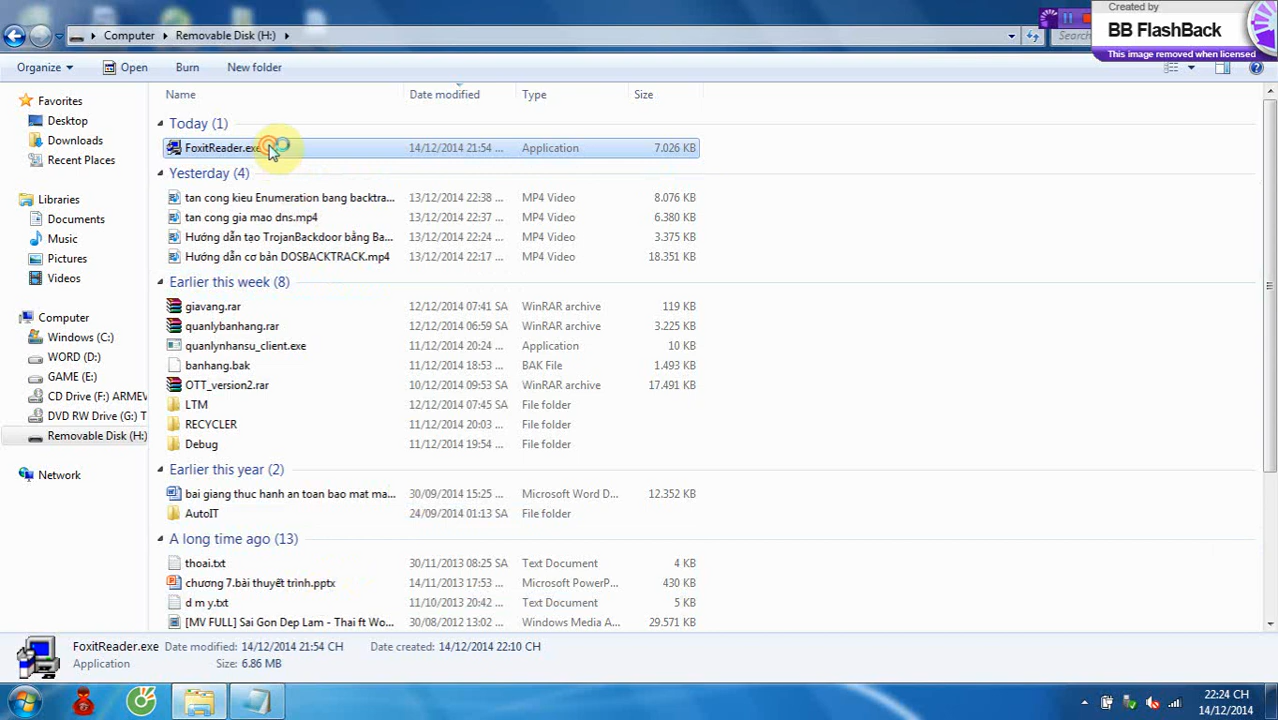 Created by
BB FlashBack
This image removed when licensed
Computer
Removable Disk (H:)
Search
Organize
Open
Burn
New folder
Favorites
Desktop
Downloads
Recent Places
Libraries
Documents
Music
Pictures
Videos
Computer
Windows (C:)
WORD (D:)
GAME (E:)
CD Drive (F:) ARMEV
DVD RW Drive (G:) T
Removable Disk (H:)
Network
Name Date modified Type Size
Today (1)
FoxitReader.exe 14/12/2014 21:54 ... Application 7.026 KB
Yesterday (4)
tan cong kieu Enumeration bang backtra... 13/12/2014 22:38 ... MP4 Video 8.076 KB
tan cong gia mao dns.mp4 13/12/2014 22:37 ... MP4 Video 6.380 KB
Hướng dẫn tạo TrojanBackdoor bằng Ba... 13/12/2014 22:24 ... MP4 Video 3.375 KB
Hướng dẫn cơ bản DOSBACKTRACK.mp4 13/12/2014 22:17 ... MP4 Video 18.351 KB
Earlier this week (8)
giavang.rar 12/12/2014 07:41 SA WinRAR archive 119 KB
quanlybanhang.rar 12/12/2014 06:59 SA WinRAR archive 3.225 KB
quanlynhansu_client.exe 11/12/2014 20:24 ... Application 10 KB
banhang.bak 11/12/2014 18:53 ... BAK File 1.493 KB
OTT_version2.rar 10/12/2014 09:53 SA WinRAR archive 17.491 KB
LTM 12/12/2014 07:45 SA File folder
RECYCLER 11/12/2014 20:03 ... File folder
Debug 11/12/2014 19:54 ... File folder
Earlier this year (2)
bai giang thuc hanh an toan bao mat ma... 30/09/2014 15:25 ... Microsoft Word D... 12.352 KB
AutoIT 24/09/2014 01:13 SA File folder
A long time ago (13)
thoai.txt 30/11/2013 08:25 SA Text Document 4 KB
chương 7.bài thuyết trình.pptx 14/11/2013 17:53 ... Microsoft PowerP... 430 KB
d m y.txt 11/10/2013 20:42 ... Text Document 5 KB
[MV FULL] Sai Gon Dep Lam - Thai ft Wo... 30/08/2012 13:02 ... Windows Media A... 29.571 KB
FoxitReader.exe Date modified: 14/12/2014 21:54 CH Date created: 14/12/2014 22:10 CH
Application Size: 6.86 MB
22:24 CH
14/12/2014